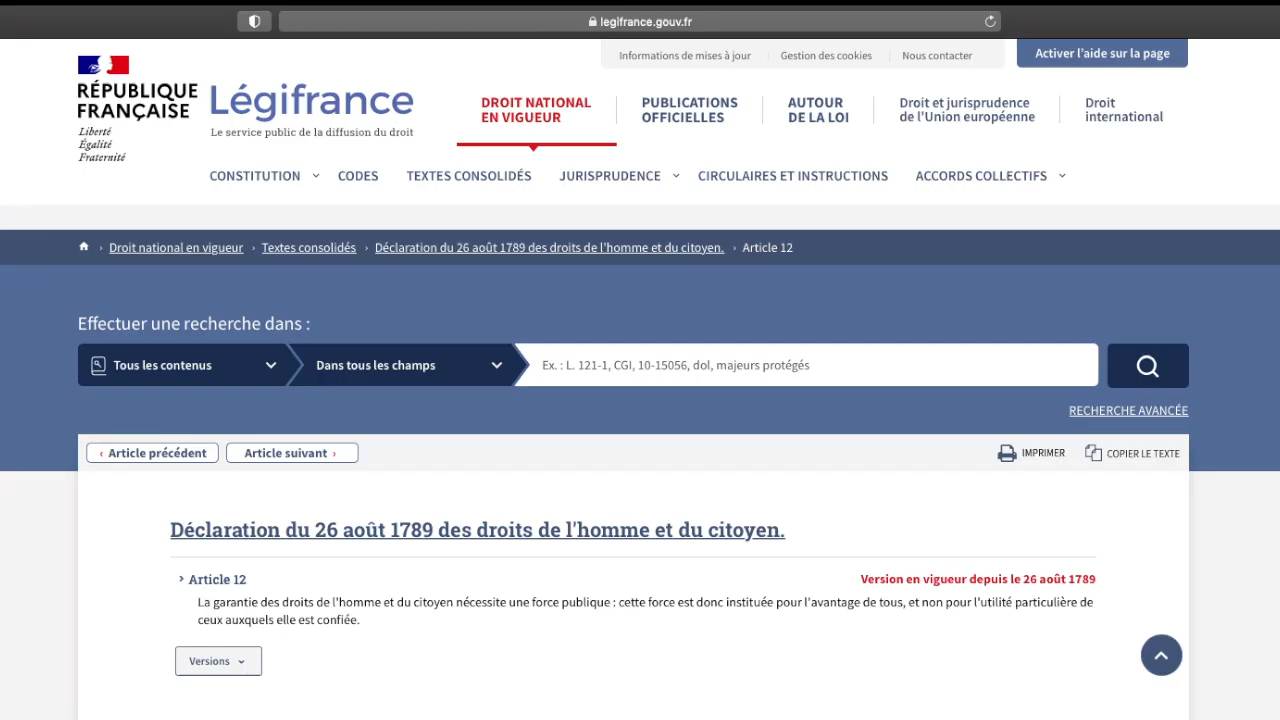 legifrance.gouv.fr
Informations de mises à jour
Gestion des cookies
Nous contacter
Activer l'aide sur la page
RÉPUBLIQUE
FRANÇAISE
Liberté
Égalité
Fraternité
Légifrance
Le service public de la diffusion du droit
DROIT NATIONAL
EN VIGUEUR
PUBLICATIONS
OFFICIELLES
AUTOUR
DE LA LOI
Droit et jurisprudence
de l'Union européenne
Droit
international
CONSTITUTION
CODES
TEXTES CONSOLIDÉS
JURISPRUDENCE
CIRCULAIRES ET INSTRUCTIONS
ACCORDS COLLECTIFS
Droit national en vigueur › Textes consolidés › Déclaration du 26 août 1789 des droits de l'homme et du citoyen. › Article 12
Effectuer une recherche dans :
Tous les contenus
Dans tous les champs
Ex. : L. 121-1, CGI, 10-15056, dol, majeurs protégés
RECHERCHE AVANCÉE
‹ Article précédent
Article suivant ›
IMPRIMER
COPIER LE TEXTE
Déclaration du 26 août 1789 des droits de l'homme et du citoyen.
Article 12
Version en vigueur depuis le 26 août 1789
La garantie des droits de l'homme et du citoyen nécessite une force publique : cette force est donc instituée pour l'avantage de tous, et non pour l'utilité particulière de
ceux auxquels elle est confiée.
Versions